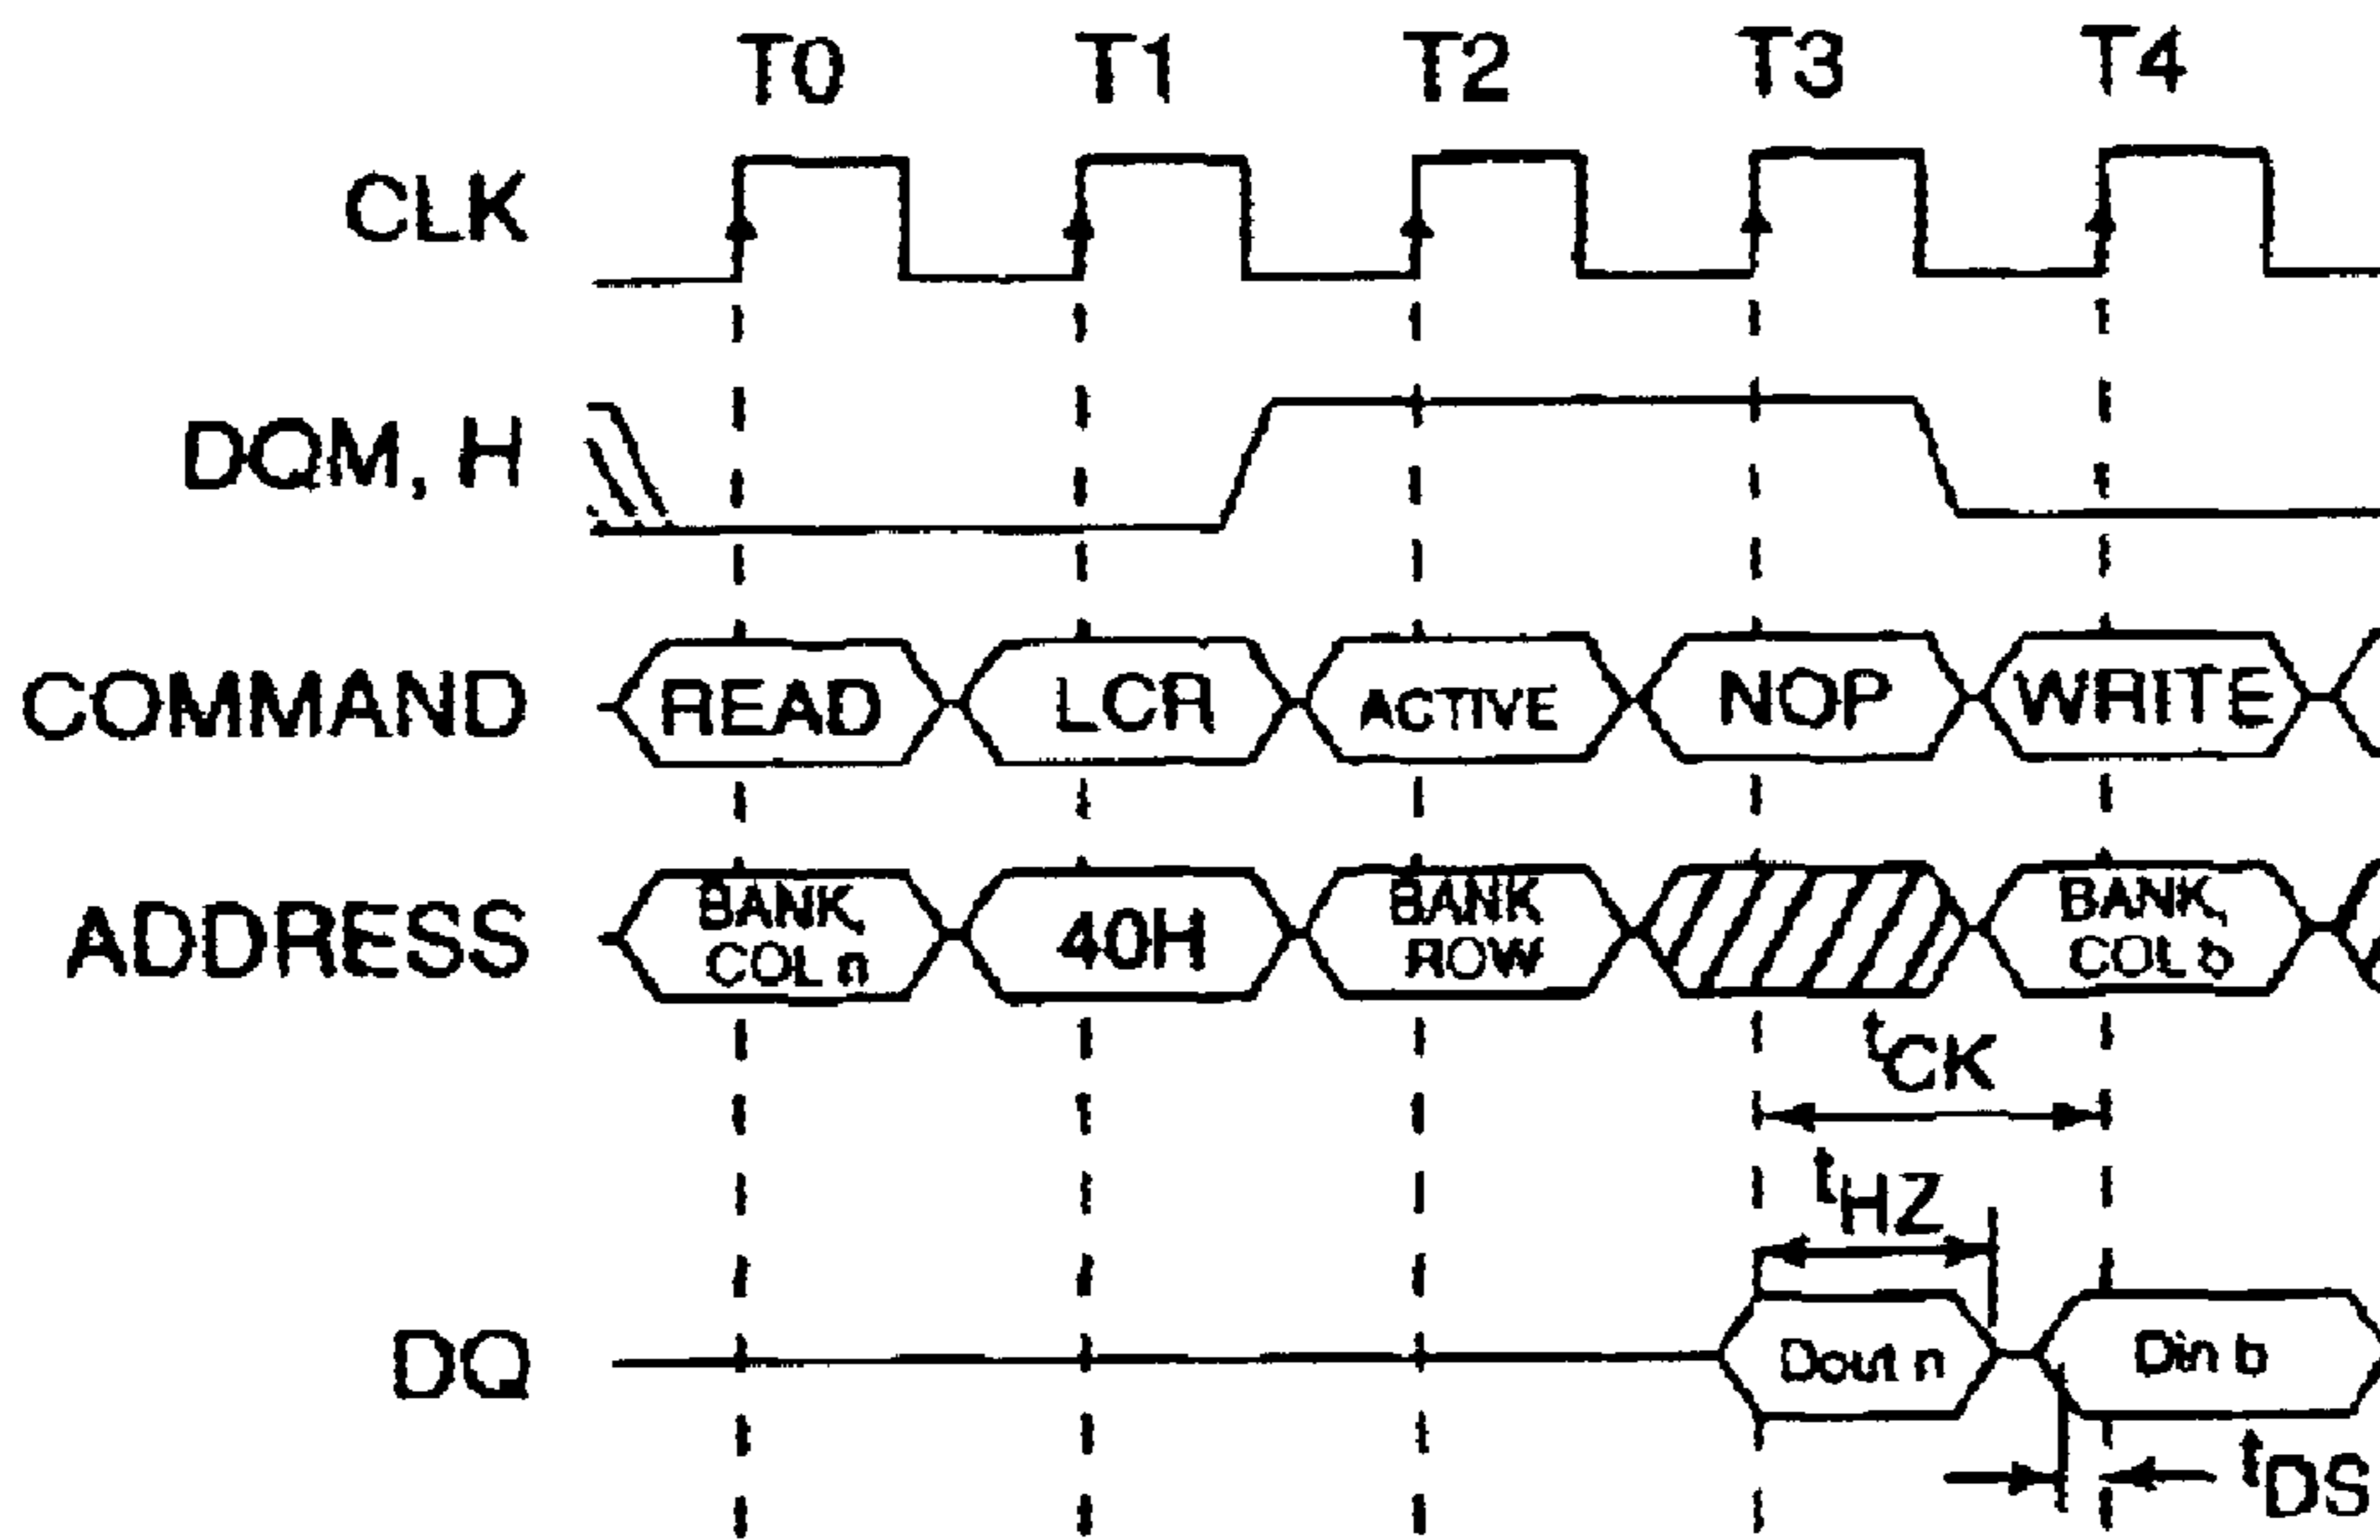 T0 T1 T2 T3 T4
CLK
DQM, H
COMMAND READ LCR ACTIVE NOP WRITE
ADDRESS BANK, COL n 40H BANK ROW BANK, COL b
tCK
tHZ
DQ Dout n Din b
tDS